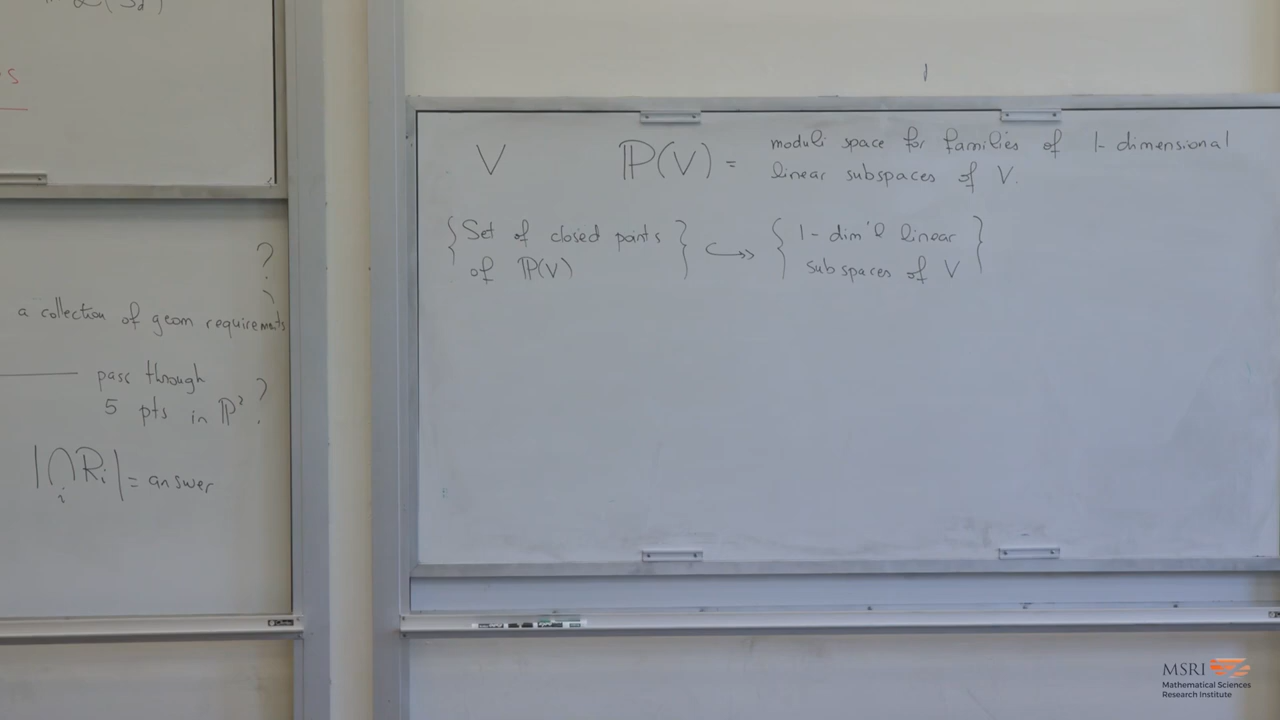 s
?
a collection of geom requirements
pass through
5 pts in ℙ² ?
|∩ᵢ Rᵢ| = answer
V ℙ(V) = moduli space for families of 1-dimensional
linear subspaces of V.
{ Set of closed points of ℙ(V) } ↪↠ { 1-dim'l linear subspaces of V }
MSRI
Mathematical Sciences
Research Institute